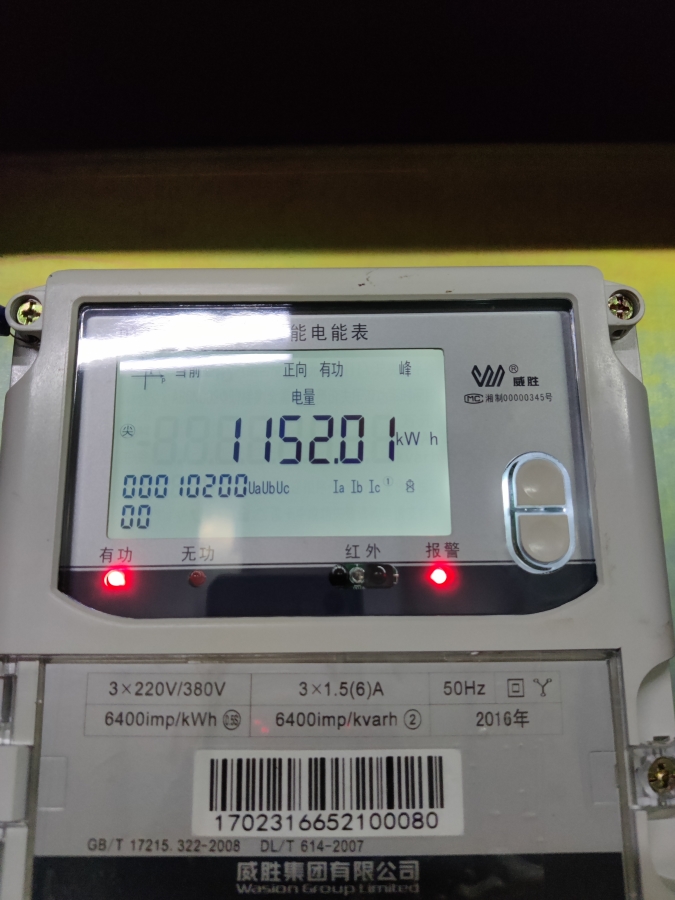 能电能表
当前 正向 有功 峰
电量
尖
1152.01 kW h
00010200 UaUbUc Ia Ib Ic ① 8
00
® 威胜
MC 湘制00000345号
有功 无功 红外 报警
3×220V/380V 3×1.5(6)A 50Hz
6400imp/kWh 6400imp/kvarh ② 2016年
1702316652100080
GB/T 17215.322-2008 DL/T 614-2007
威胜集团有限公司
Wasion Group Limited